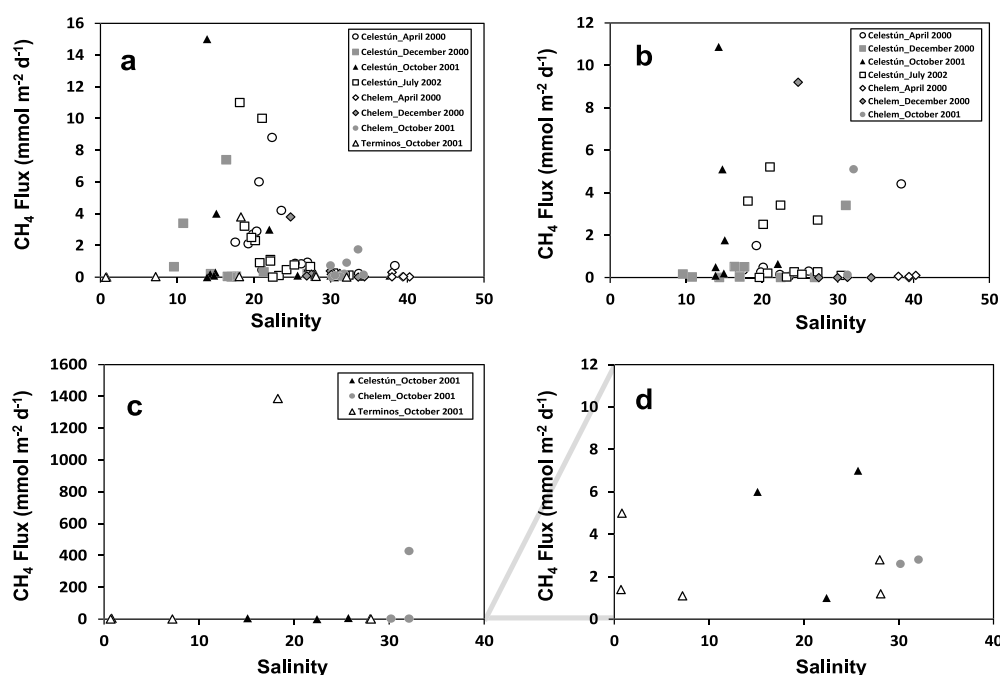 a
CH4 Flux (mmol m-2 d-1)
16
14
12
10
8
6
4
2
0
0 10 20 30 40 50
Salinity
Celestún_April 2000
Celestún_December 2000
Celestún_October 2001
Celestún_July 2002
Chelem_April 2000
Chelem_December 2000
Chelem_October 2001
Terminos_October 2001
b
CH4 Flux (mmol m-2 d-1)
12
10
8
6
4
2
0
0 10 20 30 40 50
Salinity
Celestún_April 2000
Celestún_December 2000
Celestún_October 2001
Celestún_July 2002
Chelem_April 2000
Chelem_December 2000
Chelem_October 2001
c
CH4 Flux (mmol m-2 d-1)
1600
1400
1200
1000
800
600
400
200
0
0 10 20 30 40
Salinity
Celestún_October 2001
Chelem_October 2001
Terminos_October 2001
d
CH4 Flux (mmol m-2 d-1)
12
10
8
6
4
2
0
0 10 20 30 40
Salinity